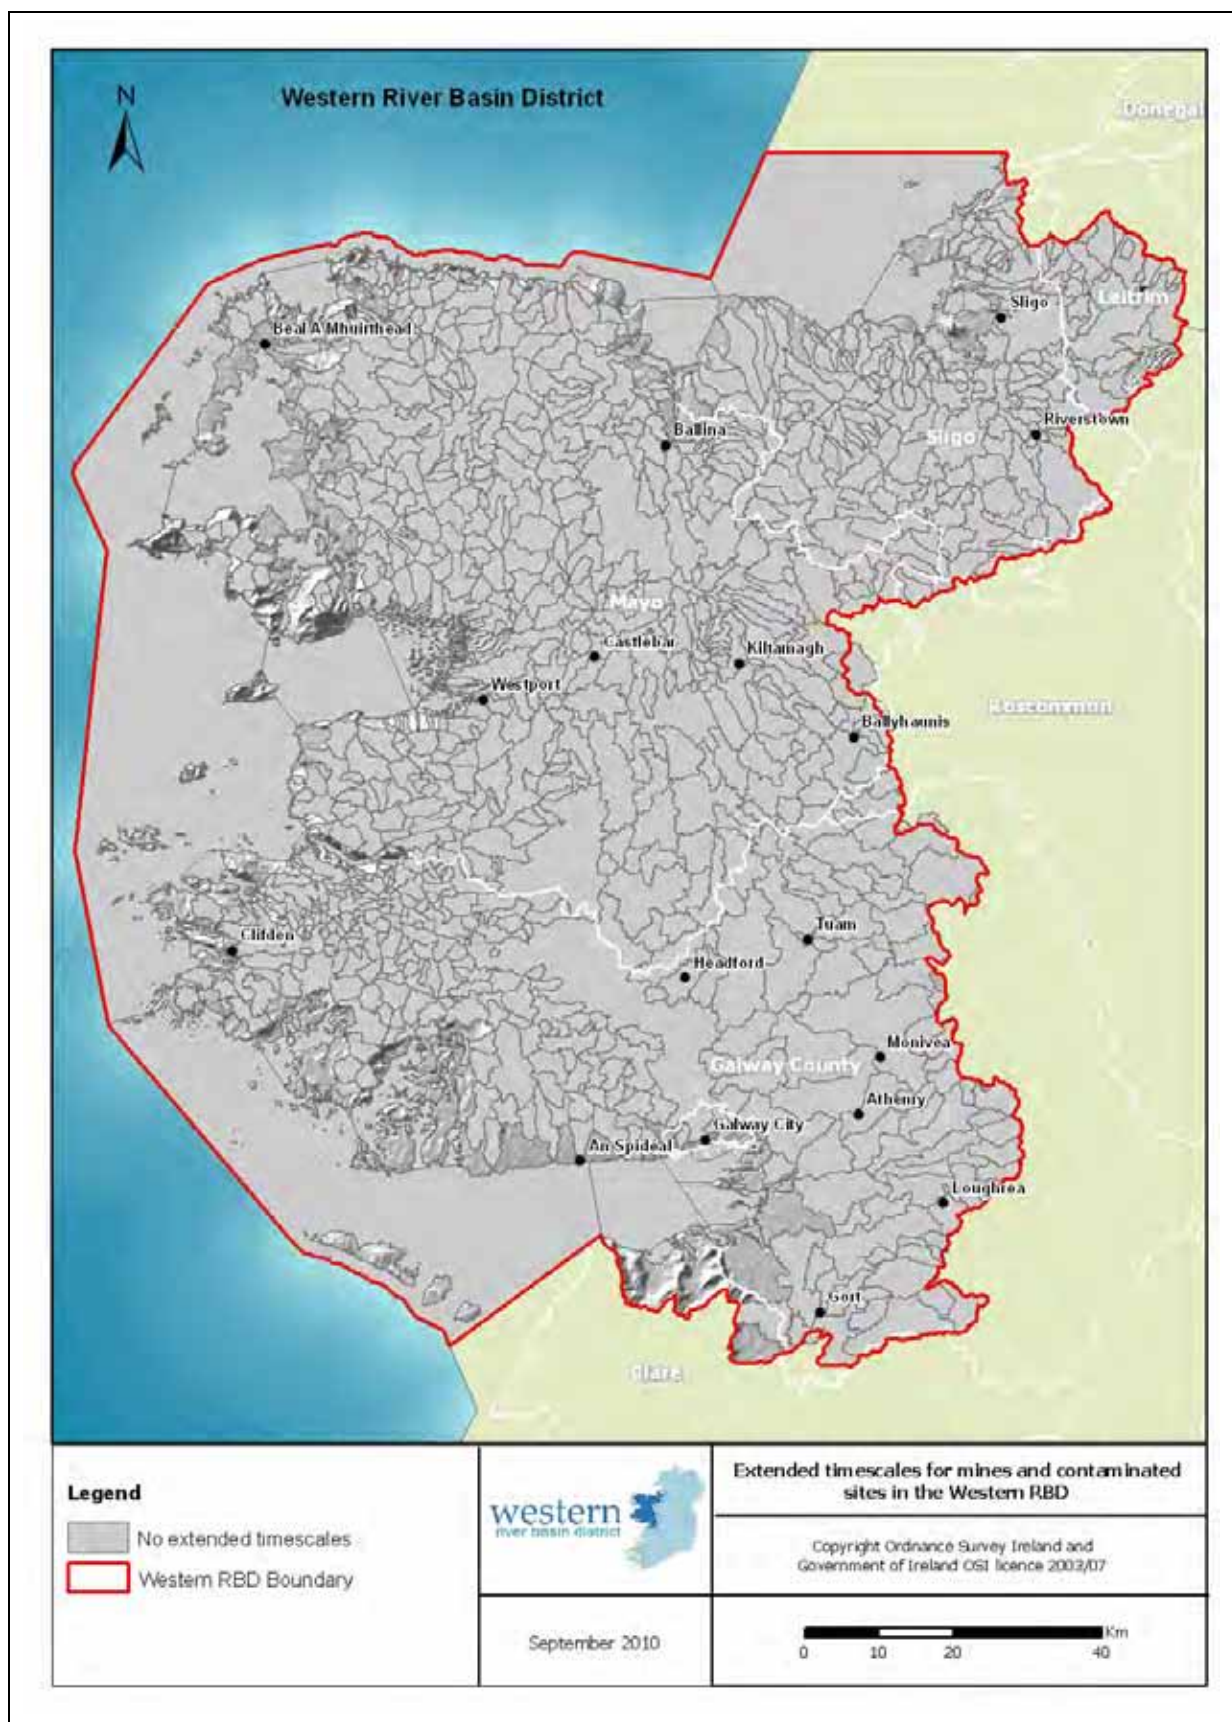 Western River Basin District
N
Donegal
Leitrim
Sligo
Beal A Mhuirthead
Riverstown
Ballina
Sligo
Mayo
Castlebar
Kiltamagh
Westport
Roscommon
Ballyhaunis
Tuam
Clifden
Headford
Monivea
Galway County
Athenry
Galway City
An Spideal
Loughrea
Gort
Clare
Legend
No extended timescales
Western RBD Boundary
western
river basin district
September 2010
Extended timescales for mines and contaminated
sites in the Western RBD
Copyright Ordnance Survey Ireland and
Government of Ireland OSI licence 2003/07
Km
0 10 20 40